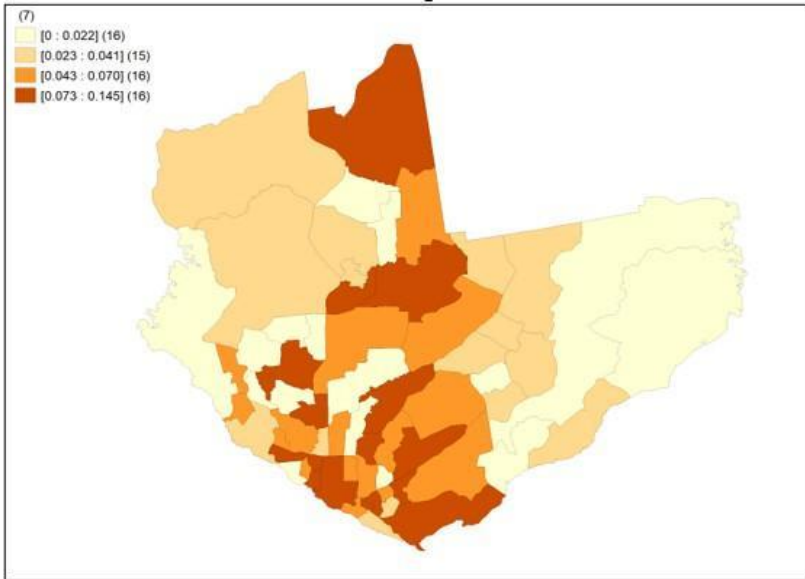 (7)
[0 : 0.022] (16)
[0.023 : 0.041] (15)
[0.043 : 0.070] (16)
[0.073 : 0.145] (16)